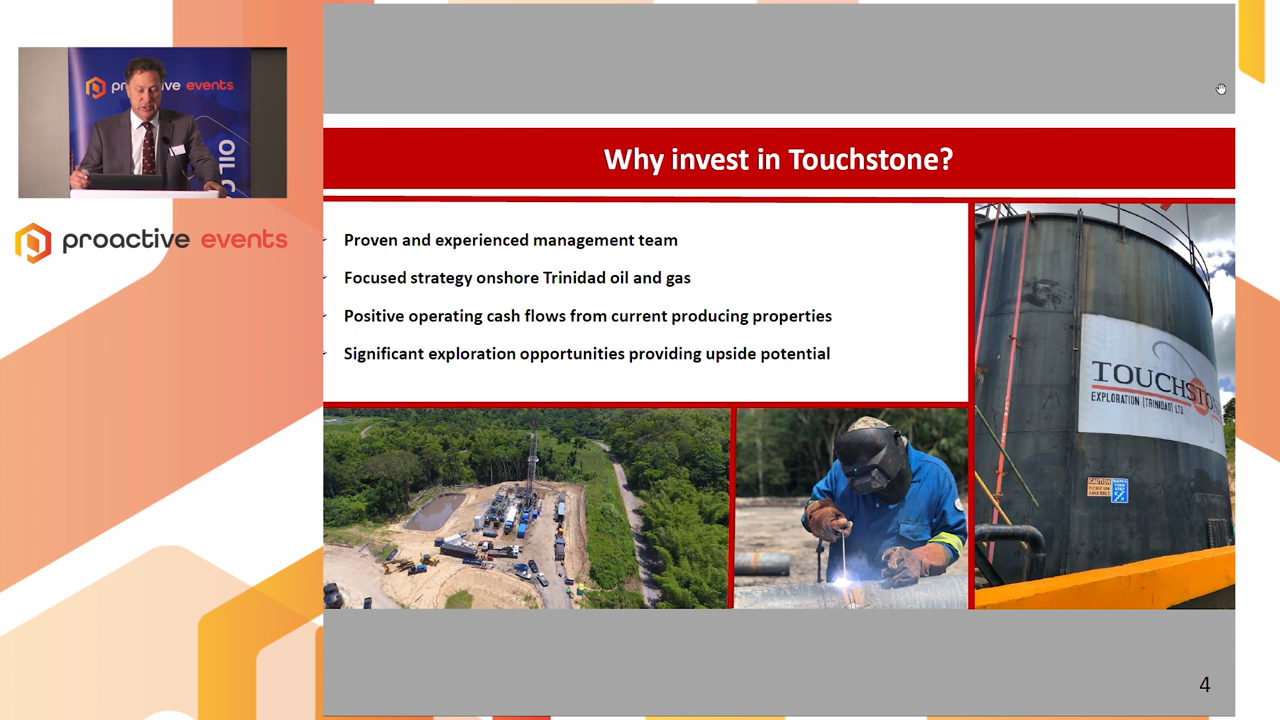 proactive events
OIL
proactive events
Why invest in Touchstone?
Proven and experienced management team
Focused strategy onshore Trinidad oil and gas
Positive operating cash flows from current producing properties
Significant exploration opportunities providing upside potential
TOUCHSTONE
EXPLORATION (TRINIDAD) LTD.
CAUTION
4